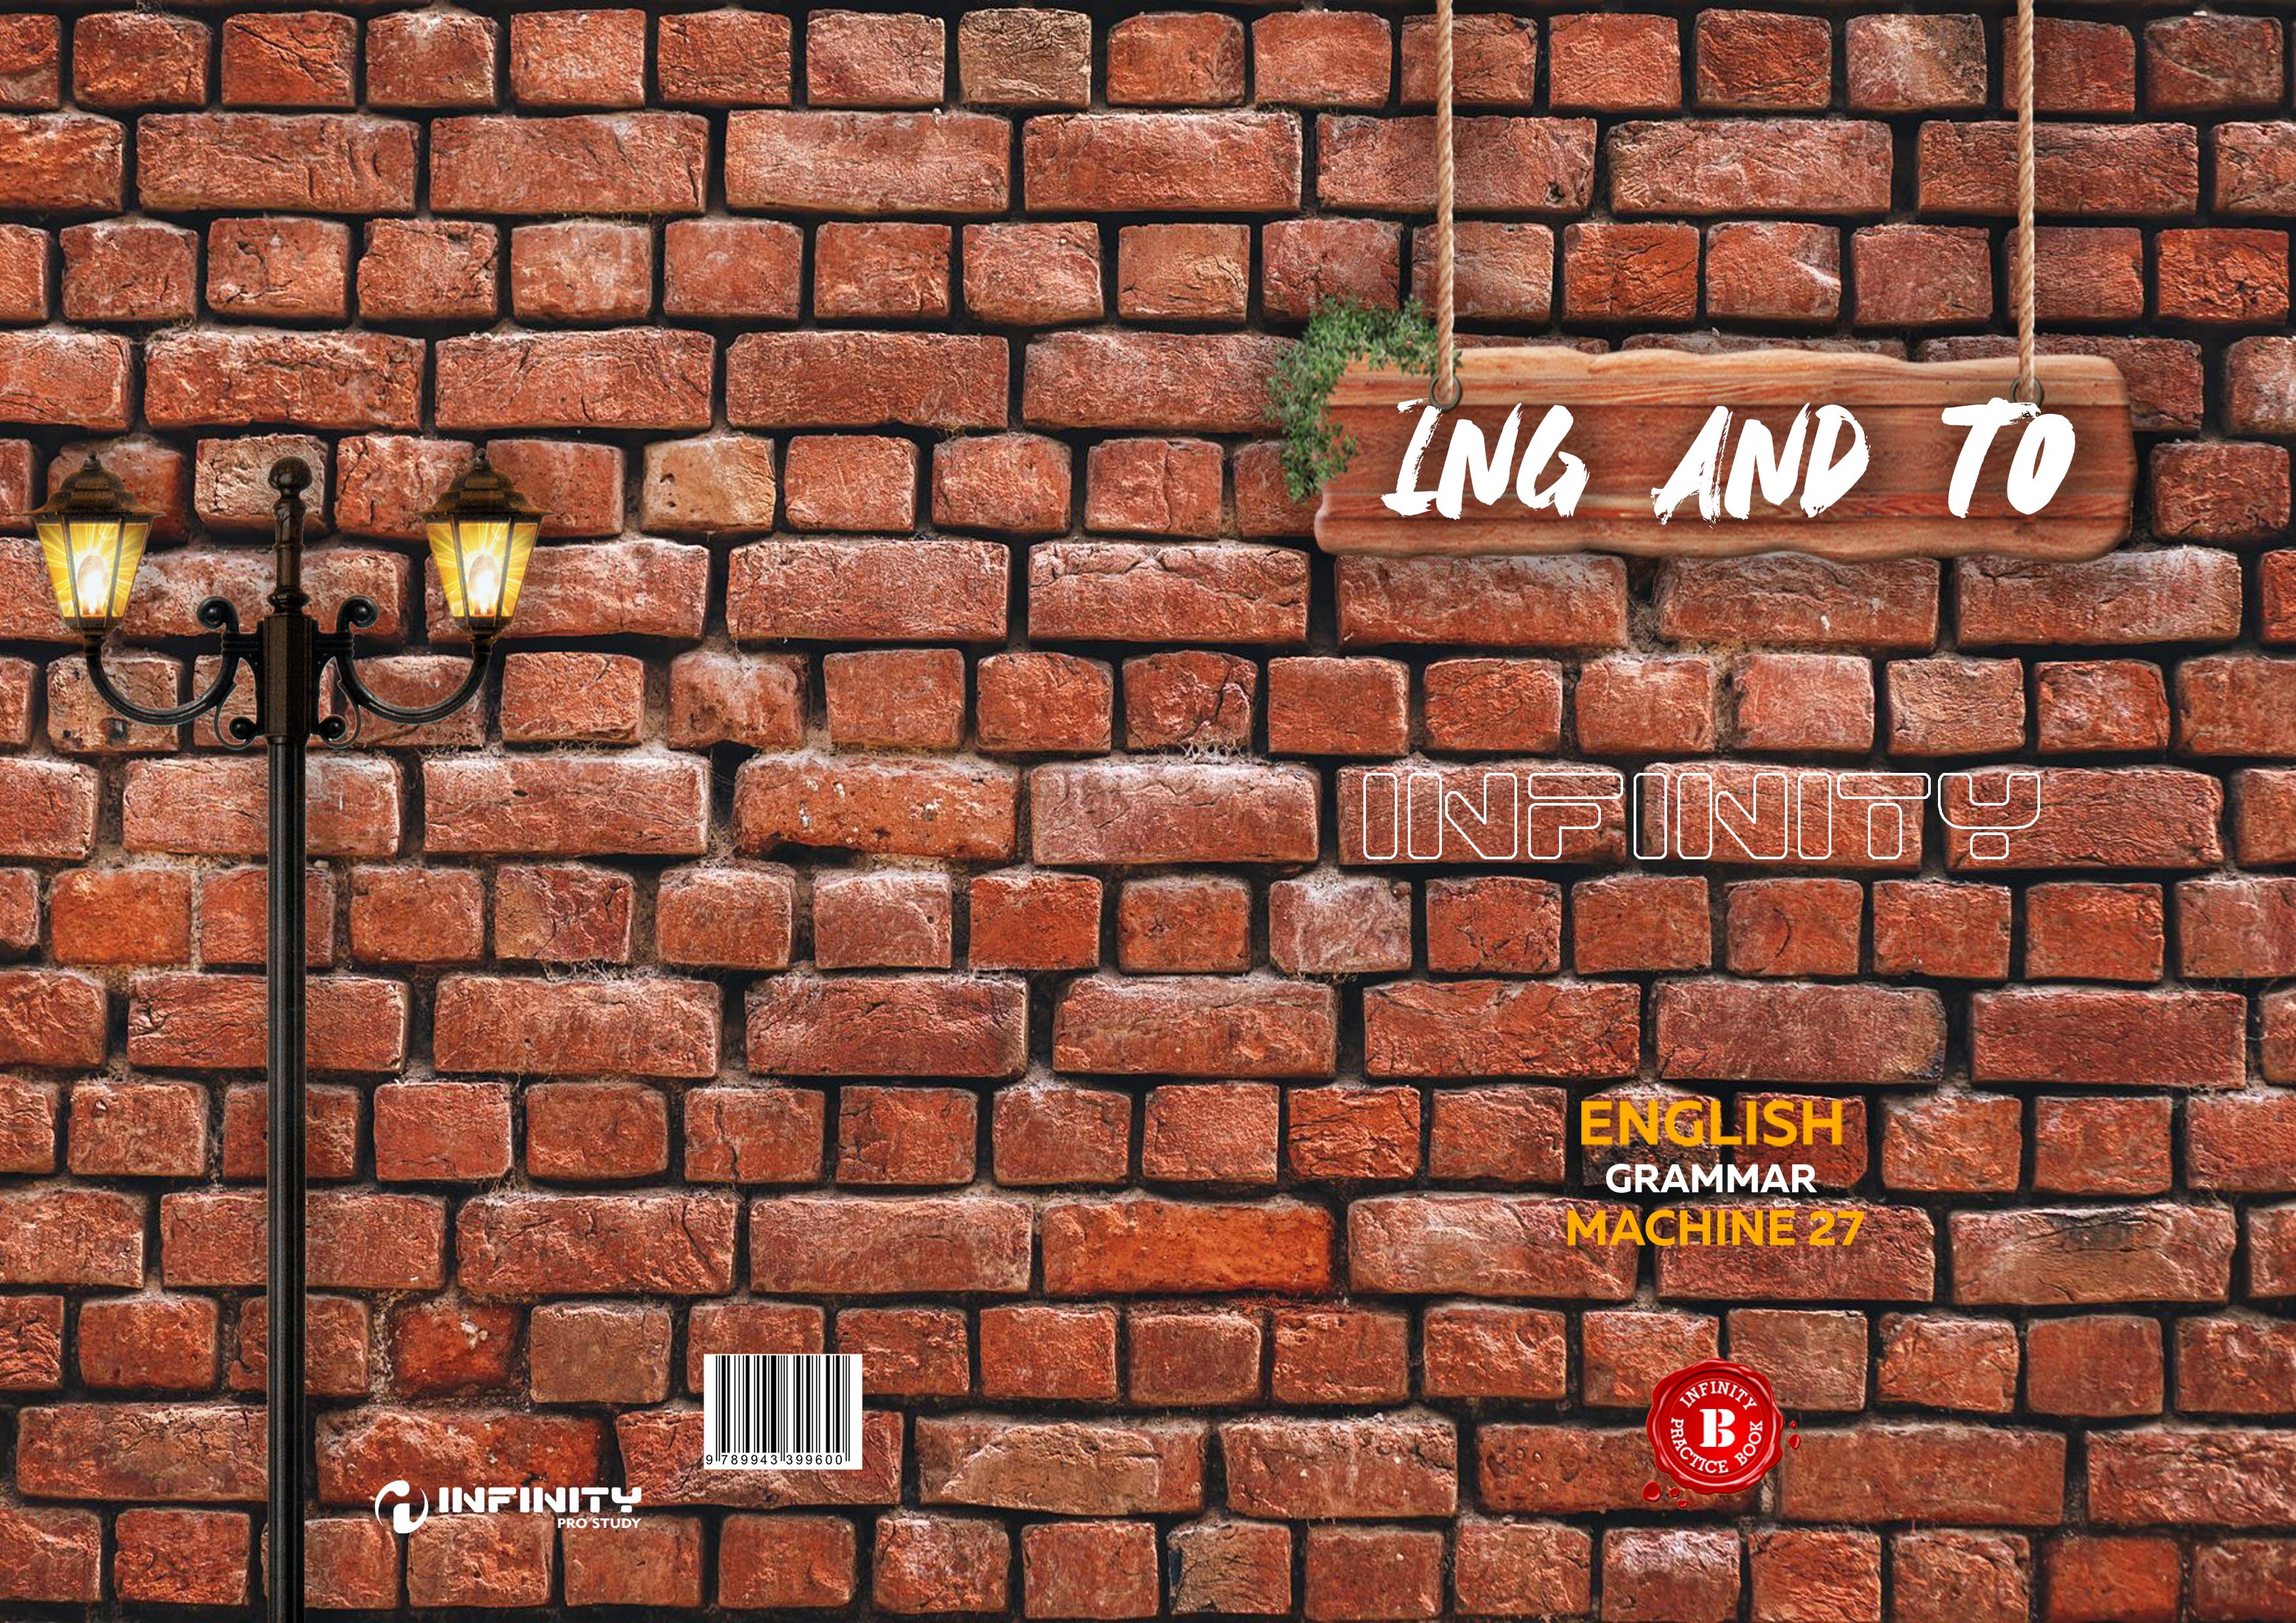 ING AND TO
INFINITY
ENGLISH
GRAMMAR
MACHINE 27
INFINITY
B
PRACTICE BOOK
9 789943 399600
INFINITY
PRO STUDY